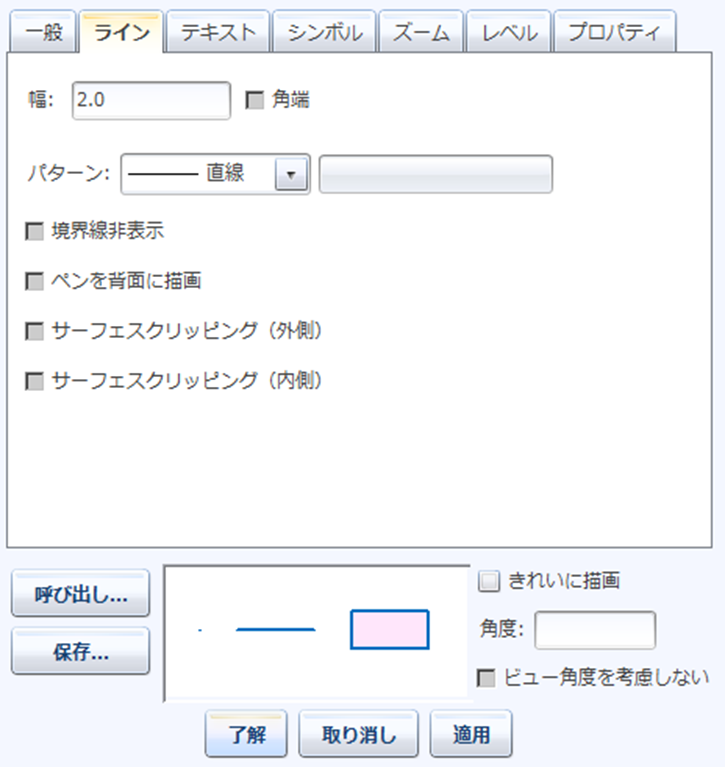 一般 ライン テキスト シンボル ズーム レベル プロパティ
幅: 2.0 角端
パターン: 直線
境界線非表示
ペンを背面に描画
サーフェスクリッピング（外側）
サーフェスクリッピング（内側）
呼び出し...
保存...
きれいに描画
角度:
ビュー角度を考慮しない
了解 取り消し 適用